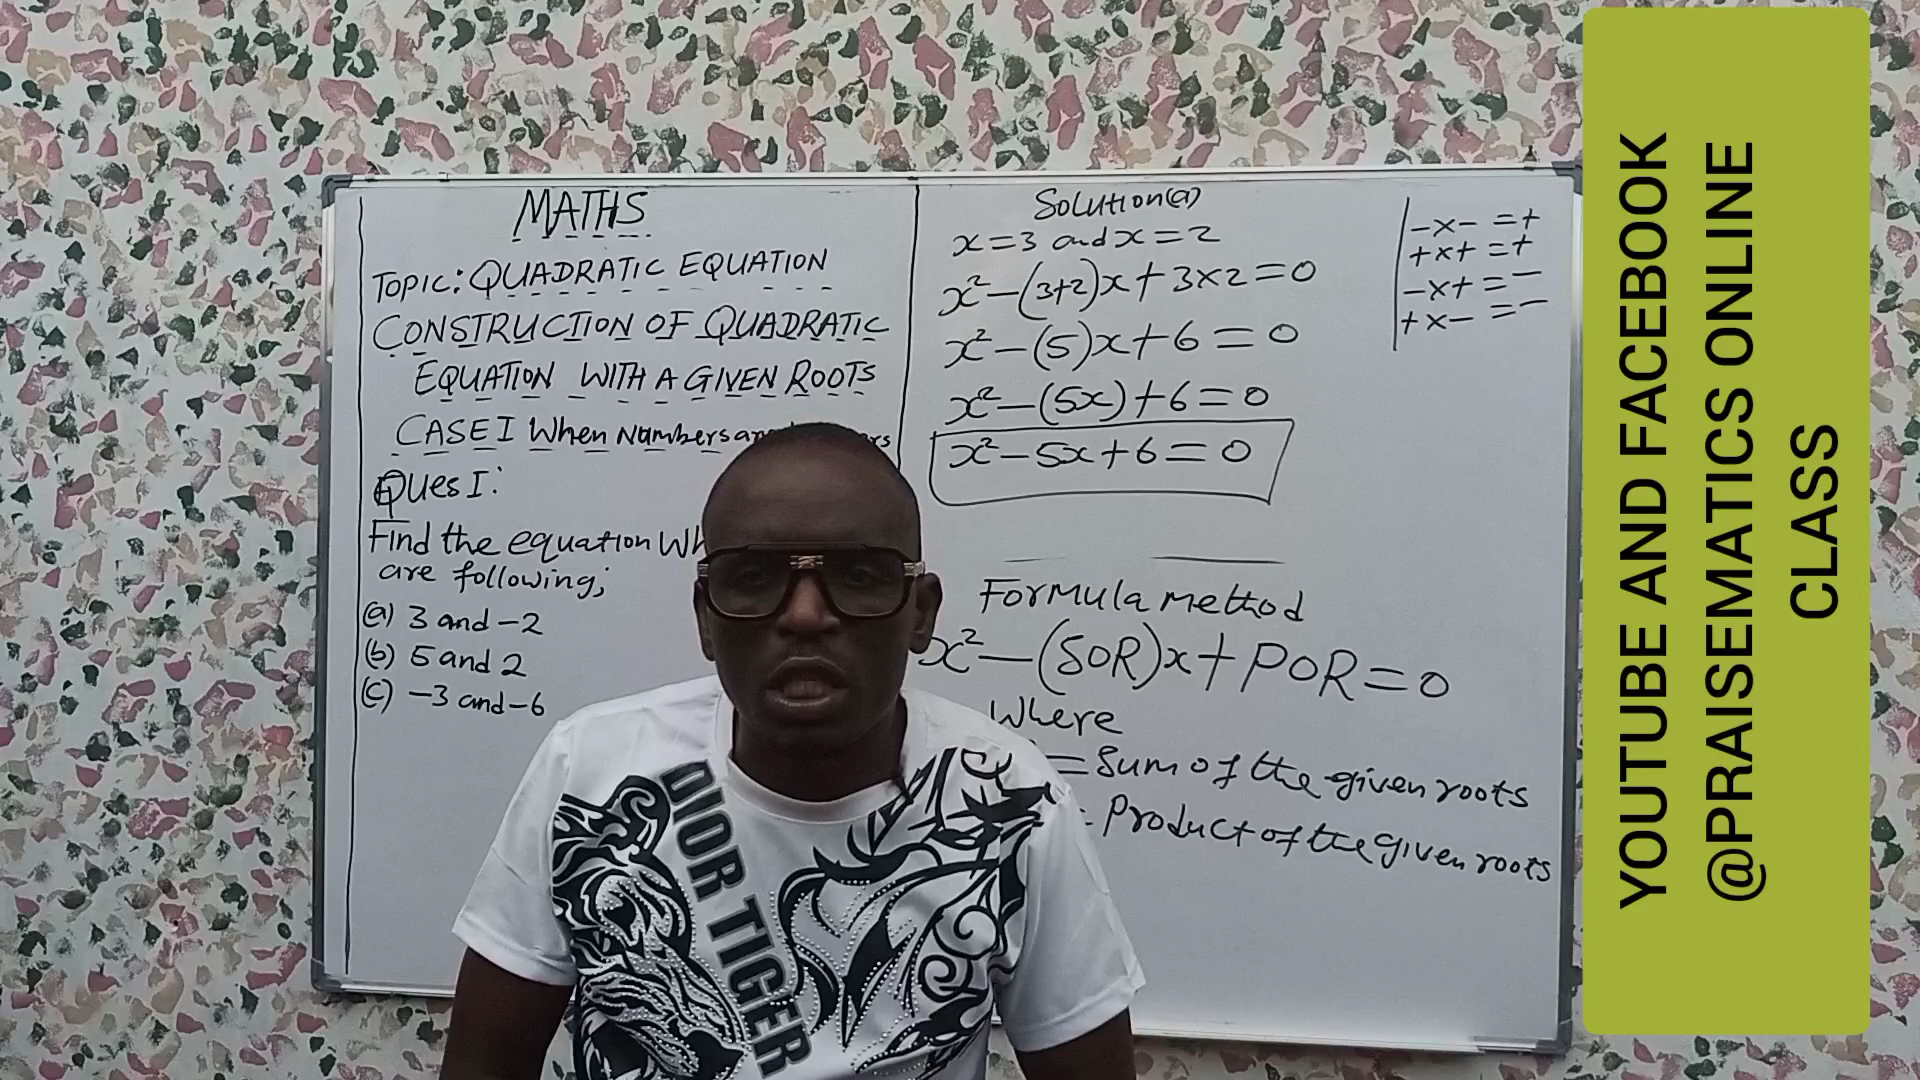 MATHS
TOPIC: QUADRATIC EQUATION
CONSTRUCTION OF QUADRATIC
EQUATION WITH A GIVEN ROOTS
CASE I When Numbers are
Ques I:
Find the equation
are following;
(a) 3 and -2
(b) 5 and 2
(c) -3 and -6
Solution(a)
x = 3 and x = 2
x² - (3+2)x + 3x2 = 0
x² - (5)x + 6 = 0
x² - (5x) + 6 = 0
x² - 5x + 6 = 0
- x - = +
+ x + = +
- x + = -
+ x - = -
Formula method
x² - (SOR)x + POR = 0
Where
= Sum of the given roots
= Product of the given roots
DIOR TIGER
YOUTUBE AND FACEBOOK
@PRAISEMATICS ONLINE
CLASS